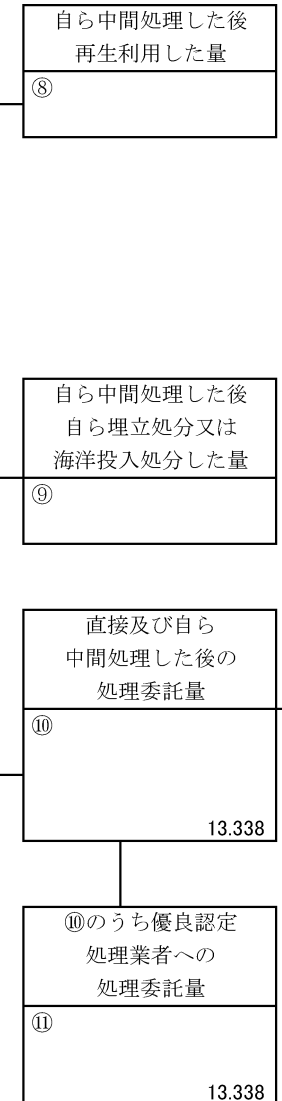 自ら中間処理した後
再生利用した量
⑧
自ら中間処理した後
自ら埋立処分又は
海洋投入処分した量
⑨
直接及び自ら
中間処理した後の
処理委託量
⑩
13.338
⑩のうち優良認定
処理業者への
処理委託量
⑪
13.338